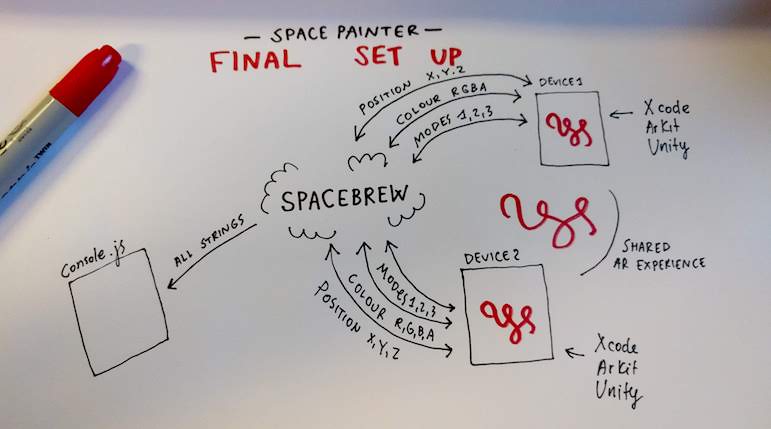 — SPACE PAINTER —
FINAL SET UP
POSITION X,Y.Z
COLOUR RGBA
MODES 1,2,3
DEVICE 1
Xcode
ArKit
Unity
SPACEBREW
ALL STRINGS
Console.js
SHARED
AR EXPERIENCE
DEVICE 2
MODES 1,2,3
COLOUR R,G,B,A
POSITION X,Y,Z
Xcode
ArKit
Unity
TWIN